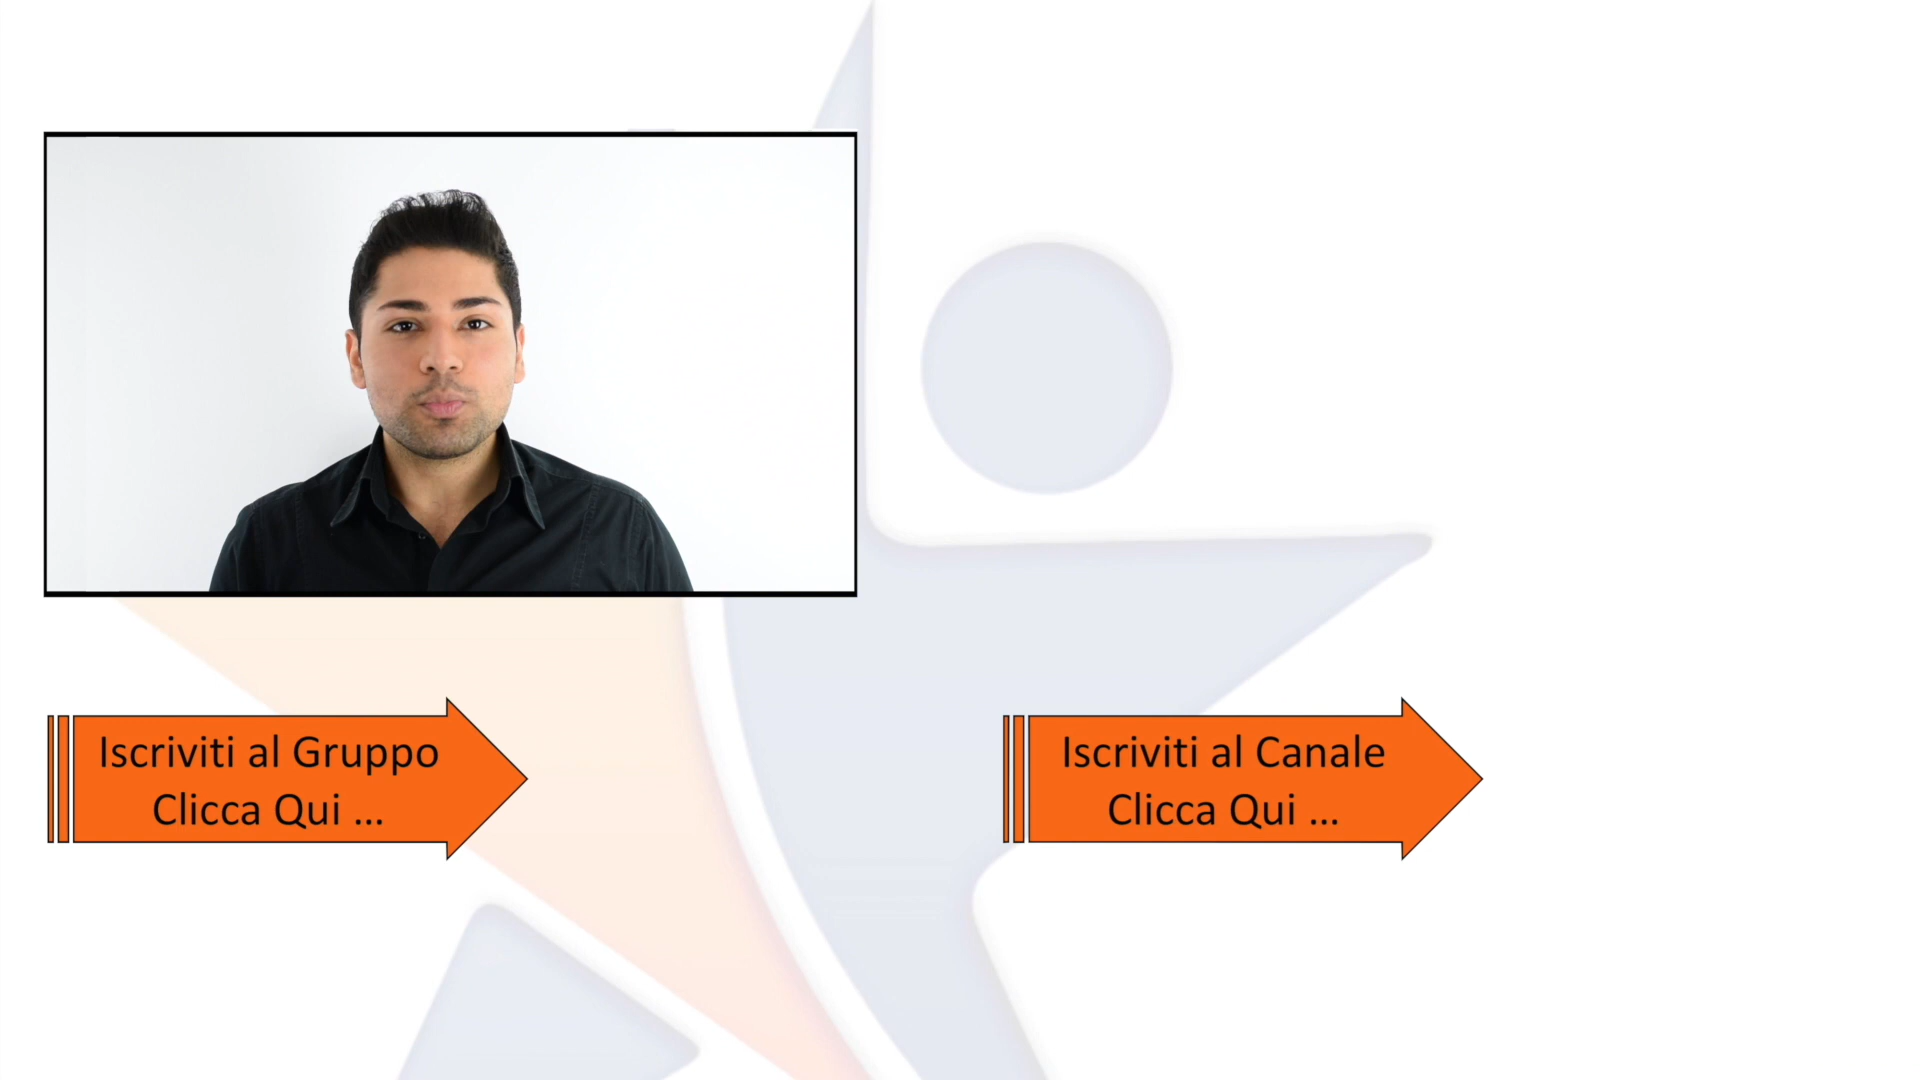 Iscriviti al Gruppo
Clicca Qui ...
Iscriviti al Canale
Clicca Qui ...